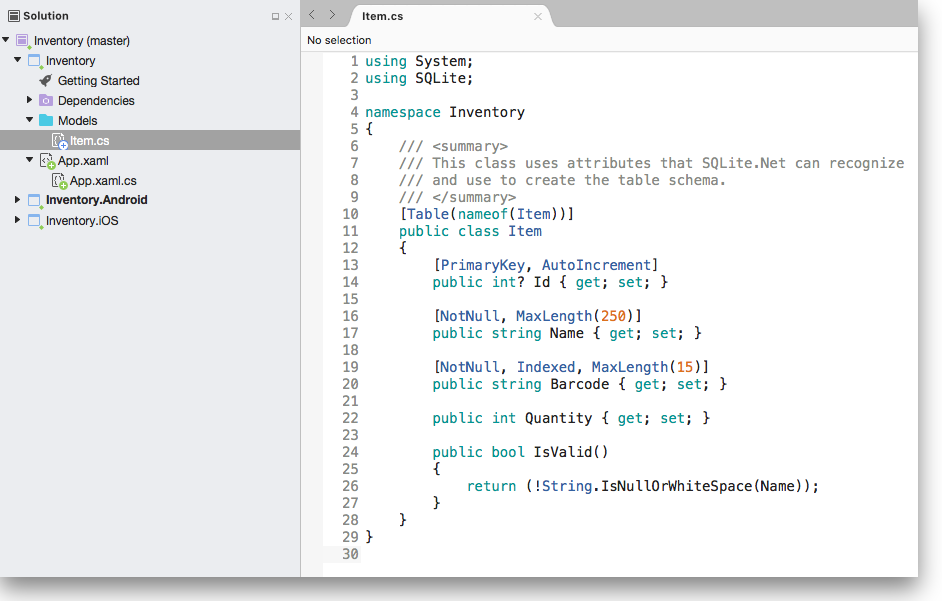 Solution
Inventory (master)
Inventory
Getting Started
Dependencies
Models
Item.cs
App.xaml
App.xaml.cs
Inventory.Android
Inventory.iOS
Item.cs
No selection
1 using System;
2 using SQLite;
3
4 namespace Inventory
5 {
6 /// <summary>
7 /// This class uses attributes that SQLite.Net can recognize
8 /// and use to create the table schema.
9 /// </summary>
10 [Table(nameof(Item))]
11 public class Item
12 {
13 [PrimaryKey, AutoIncrement]
14 public int? Id { get; set; }
15
16 [NotNull, MaxLength(250)]
17 public string Name { get; set; }
18
19 [NotNull, Indexed, MaxLength(15)]
20 public string Barcode { get; set; }
21
22 public int Quantity { get; set; }
23
24 public bool IsValid()
25 {
26 return (!String.IsNullOrWhiteSpace(Name));
27 }
28 }
29 }
30